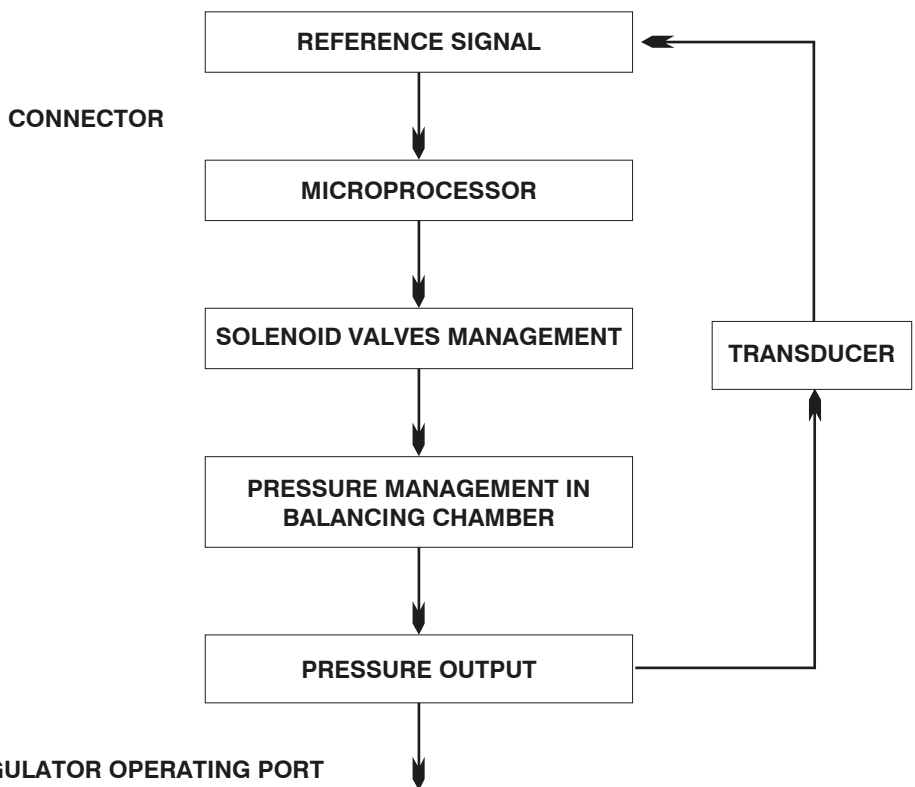 REFERENCE SIGNAL
CONNECTOR
MICROPROCESSOR
SOLENOID VALVES MANAGEMENT
TRANSDUCER
PRESSURE MANAGEMENT IN
BALANCING CHAMBER
PRESSURE OUTPUT
GULATOR OPERATING PORT